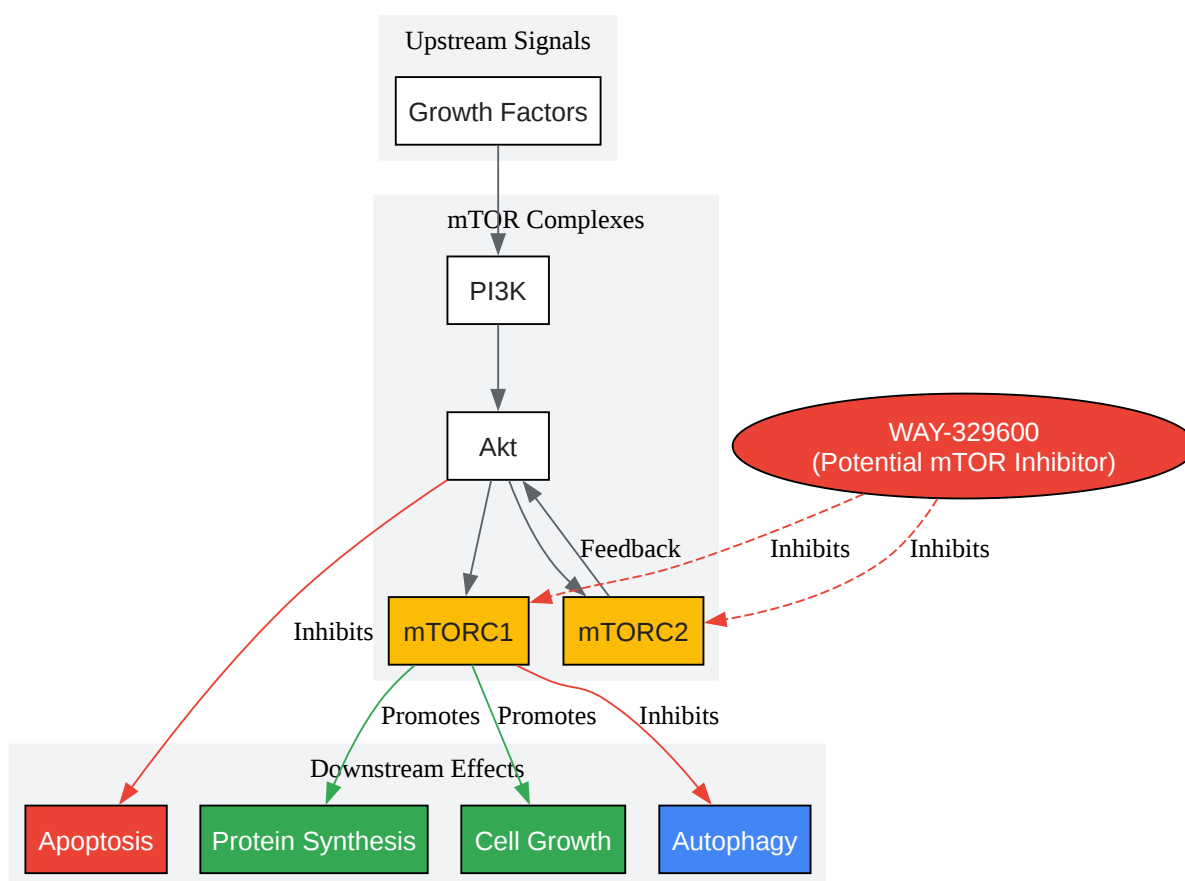 Upstream Signals
Growth Factors
mTOR Complexes
PI3K
Akt
WAY-329600
(Potential mTOR Inhibitor)
Feedback
Inhibits
Inhibits
mTORC1
mTORC2
Inhibits
Promotes
Promotes
Inhibits
Downstream Effects
Apoptosis
Protein Synthesis
Cell Growth
Autophagy